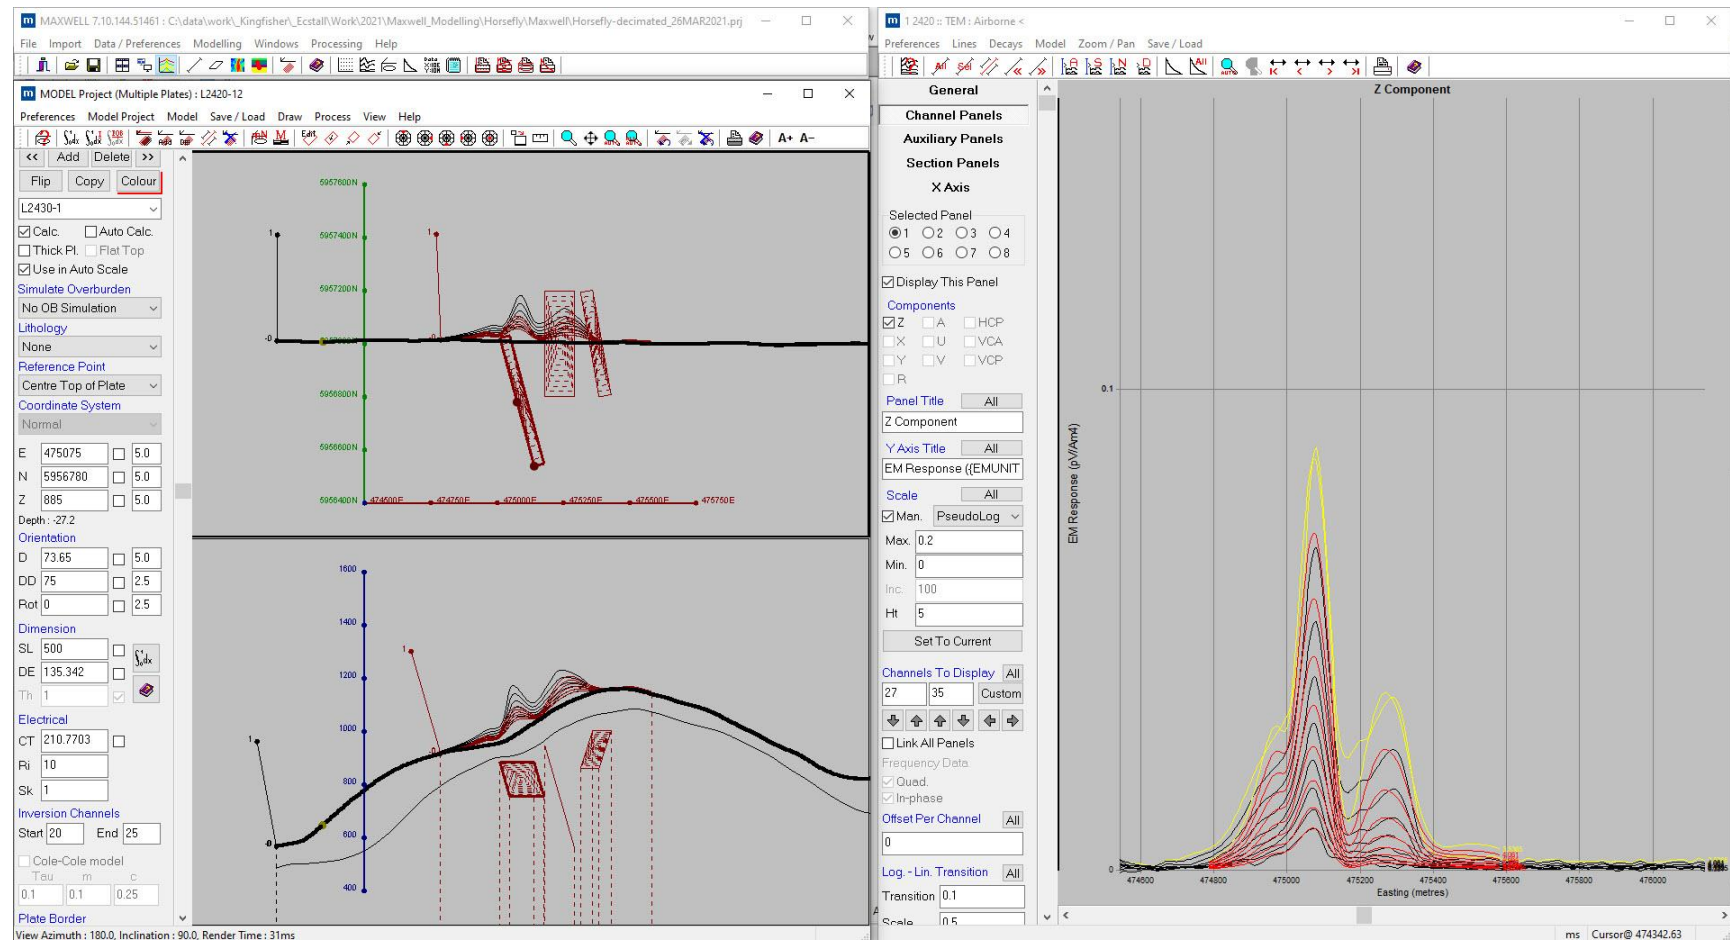 MAXWELL 7.10.144.51461 : C:\data\work\_Kingfisher\_Ecstall\Work\2021\Maxwell_Modelling\Horsefly\Maxwell\Horsefly-decimated_26MAR2021.prj
File Import Data / Preferences Modelling Windows Processing Help
MODEL Project (Multiple Plates) : L2420-12
Preferences Model Project Model Save / Load Draw Process View Help
A+ A-
<< Add Delete >>
Flip Copy Colour
L2430-1
Calc. Auto Calc.
Thick Pl. Flat Top
Use in Auto Scale
Simulate Overburden
No OB Simulation
Lithology
None
Reference Point
Centre Top of Plate
Coordinate System
Normal
E 475075 5.0
N 5956780 5.0
Z 885 5.0
Depth : -27.2
Orientation
D 73.65 5.0
DD 75 2.5
Rot 0 2.5
Dimension
SL 500
DE 135.342
Th 1
Electrical
CT 210.7703
Ri 10
Sk 1
Inversion Channels
Start 20 End 25
Cole-Cole model
Tau m c
0.1 0.1 0.25
Plate Border
View Azimuth : 180.0, Inclination : 90.0, Render Time : 31ms
5957600N
5957400N
5957200N
5956800N
5956600N
5956400N
474500E 474750E 475000E 475250E 475500E 475750E
1 1
-0
1600
1400
1200
1000
800
600
400
1 1
-0
1 2420 :: TEM : Airborne <
Preferences Lines Decays Model Zoom / Pan Save / Load
General
Channel Panels
Auxiliary Panels
Section Panels
X Axis
Selected Panel
1 2 3 4
5 6 7 8
Display This Panel
Components
Z A HCP
X U VCA
Y V VCP
R
Panel Title All
Z Component
Y Axis Title All
EM Response ({EMUNIT
Scale All
Man. PseudoLog
Max. 0.2
Min. 0
Inc. 100
Ht 5
Set To Current
Channels To Display All
27 35 Custom
Link All Panels
Frequency Data
Quad.
In-phase
Offset Per Channel All
0
Log. - Lin. Transition All
Transition 0.1
Scale 0.5
Z Component
EM Response (pV/Am4)
0.1
0
474600 474800 475000 475200 475400 475600 475800 476000
Easting (metres)
ms Cursor@ 474342.63